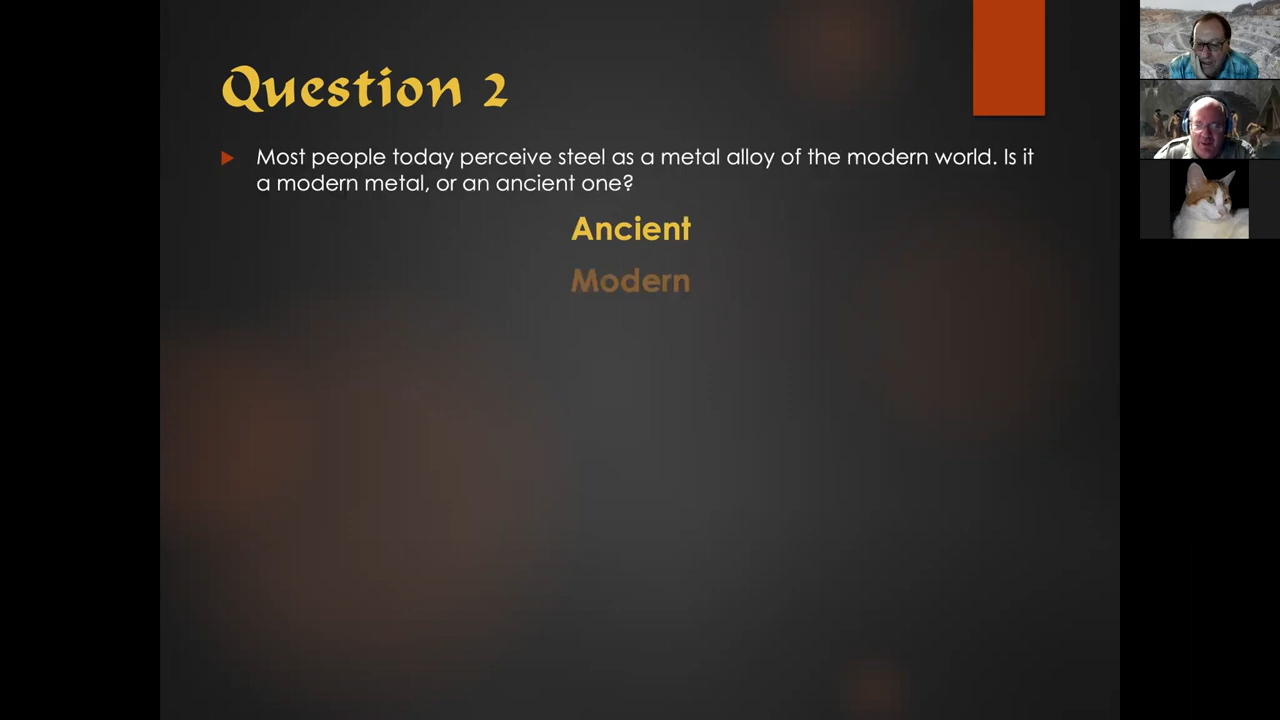 Question 2
Most people today perceive steel as a metal alloy of the modern world. Is it
a modern metal, or an ancient one?
Ancient
Modern